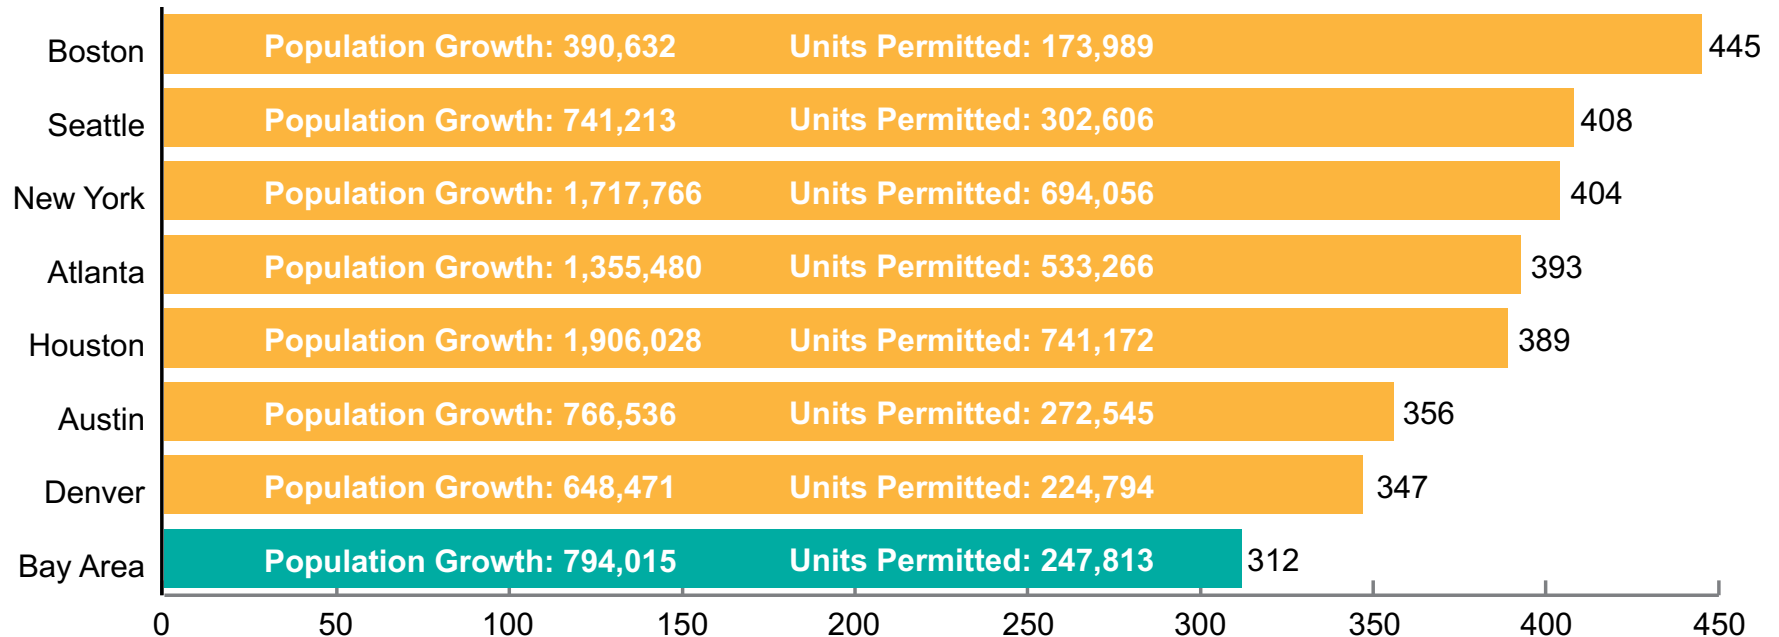 Boston Population Growth: 390,632 Units Permitted: 173,989 445
Seattle Population Growth: 741,213 Units Permitted: 302,606 408
New York Population Growth: 1,717,766 Units Permitted: 694,056 404
Atlanta Population Growth: 1,355,480 Units Permitted: 533,266 393
Houston Population Growth: 1,906,028 Units Permitted: 741,172 389
Austin Population Growth: 766,536 Units Permitted: 272,545 356
Denver Population Growth: 648,471 Units Permitted: 224,794 347
Bay Area Population Growth: 794,015 Units Permitted: 247,813 312
0 50 100 150 200 250 300 350 400 450